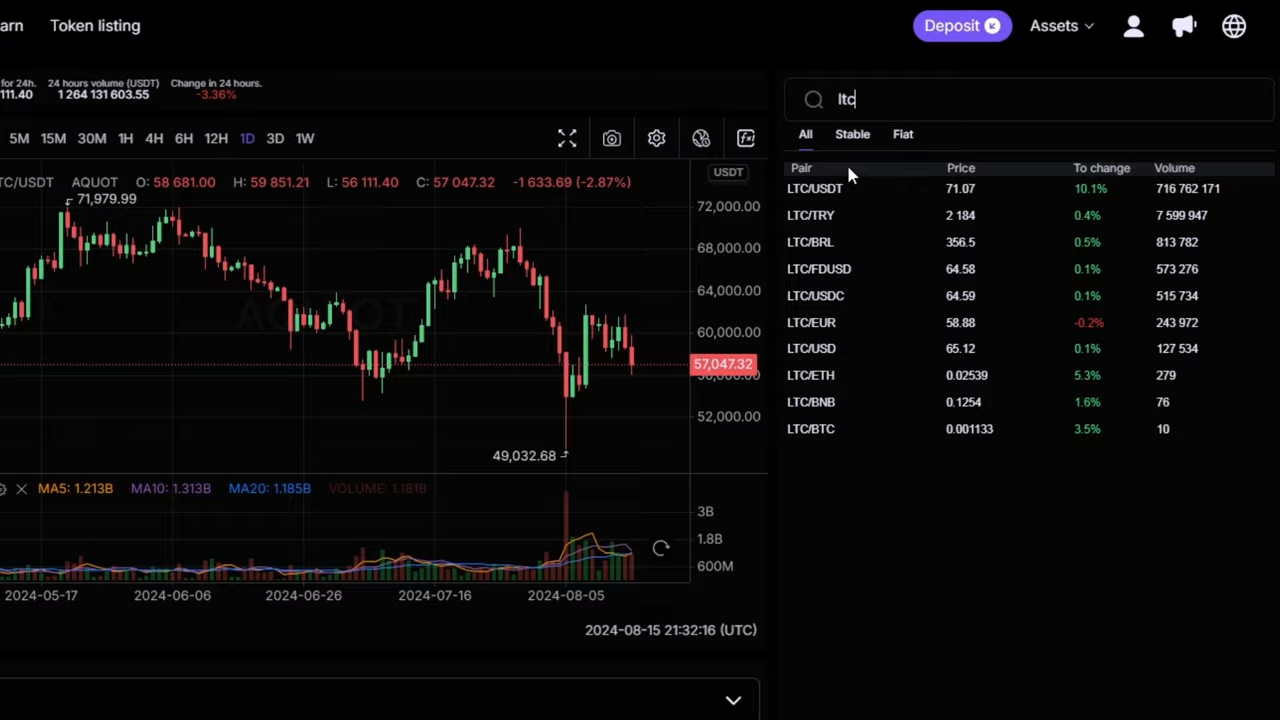 arn Token listing Deposit Assets
for 24h. 24 hours volume (USDT) Change in 24 hours.
111.40 1 264 131 603.55 -3.36%
ltc
All Stable Fiat
5M 15M 30M 1H 4H 6H 12H 1D 3D 1W
TC/USDT AQUOT O: 58 681.00 H: 59 851.21 L: 56 111.40 C: 57 047.32 -1 633.69 (-2.87%) USDT
71,979.99
72,000.00
68,000.00
64,000.00
60,000.00
57,047.32
56,000.00
52,000.00
AQUOT
49,032.68
MA5: 1.213B MA10: 1.313B MA20: 1.185B VOLUME: 1.181B
3B
1.8B
600M
2024-05-17 2024-06-06 2024-06-26 2024-07-16 2024-08-05
2024-08-15 21:32:16 (UTC)
Pair Price To change Volume
LTC/USDT 71.07 10.1% 716 762 171
LTC/TRY 2 184 0.4% 7 599 947
LTC/BRL 356.5 0.5% 813 782
LTC/FDUSD 64.58 0.1% 573 276
LTC/USDC 64.59 0.1% 515 734
LTC/EUR 58.88 -0.2% 243 972
LTC/USD 65.12 0.1% 127 534
LTC/ETH 0.02539 5.3% 279
LTC/BNB 0.1254 1.6% 76
LTC/BTC 0.001133 3.5% 10